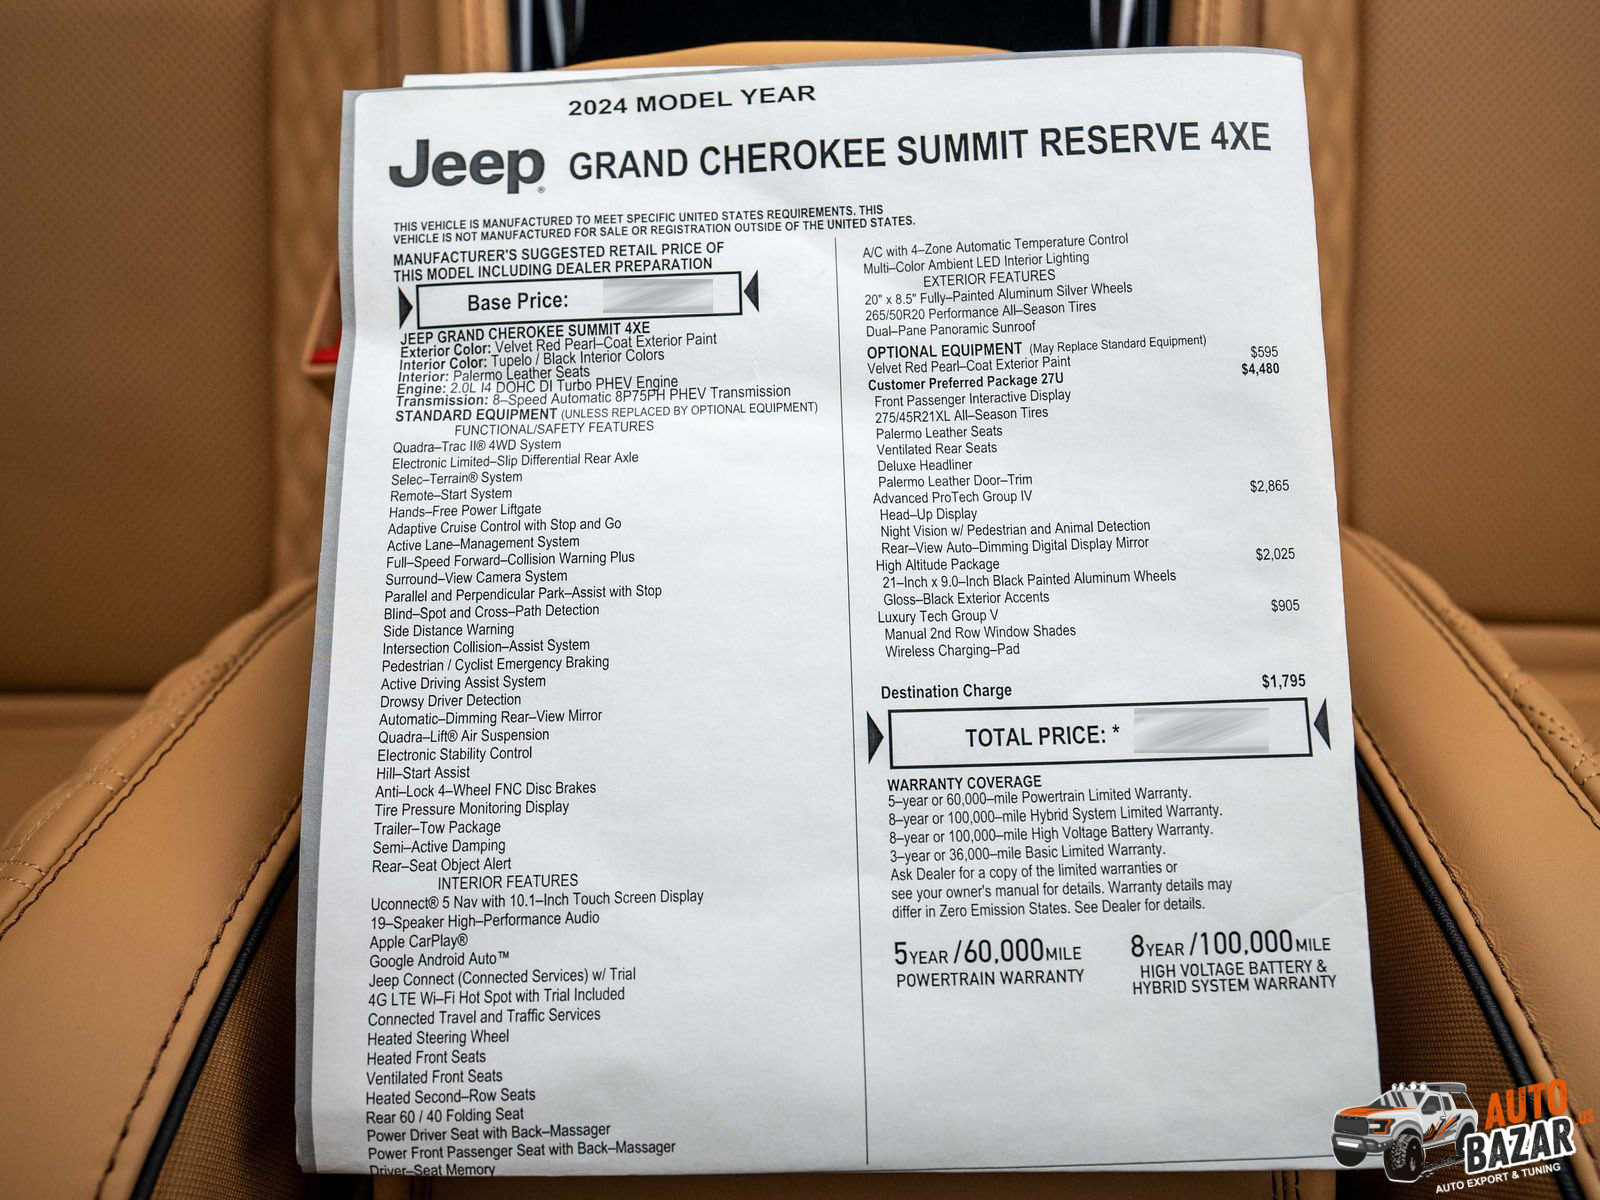 2024 MODEL YEAR
Jeep® GRAND CHEROKEE SUMMIT RESERVE 4XE
THIS VEHICLE IS MANUFACTURED TO MEET SPECIFIC UNITED STATES REQUIREMENTS. THIS
VEHICLE IS NOT MANUFACTURED FOR SALE OR REGISTRATION OUTSIDE OF THE UNITED STATES.
MANUFACTURER'S SUGGESTED RETAIL PRICE OF
THIS MODEL INCLUDING DEALER PREPARATION
Base Price:
JEEP GRAND CHEROKEE SUMMIT 4XE
Exterior Color: Velvet Red Pearl–Coat Exterior Paint
Interior Color: Tupelo / Black Interior Colors
Interior: Palermo Leather Seats
Engine: 2.0L I4 DOHC DI Turbo PHEV Engine
Transmission: 8–Speed Automatic 8P75PH PHEV Transmission
STANDARD EQUIPMENT (UNLESS REPLACED BY OPTIONAL EQUIPMENT)
FUNCTIONAL/SAFETY FEATURES
Quadra–Trac II® 4WD System
Electronic Limited–Slip Differential Rear Axle
Selec–Terrain® System
Remote–Start System
Hands–Free Power Liftgate
Adaptive Cruise Control with Stop and Go
Active Lane–Management System
Full–Speed Forward–Collision Warning Plus
Surround–View Camera System
Parallel and Perpendicular Park–Assist with Stop
Blind–Spot and Cross–Path Detection
Side Distance Warning
Intersection Collision–Assist System
Pedestrian / Cyclist Emergency Braking
Active Driving Assist System
Drowsy Driver Detection
Automatic–Dimming Rear–View Mirror
Quadra–Lift® Air Suspension
Electronic Stability Control
Hill–Start Assist
Anti–Lock 4–Wheel FNC Disc Brakes
Tire Pressure Monitoring Display
Trailer–Tow Package
Semi–Active Damping
Rear–Seat Object Alert
INTERIOR FEATURES
Uconnect® 5 Nav with 10.1–Inch Touch Screen Display
19–Speaker High–Performance Audio
Apple CarPlay®
Google Android Auto™
Jeep Connect (Connected Services) w/ Trial
4G LTE Wi–Fi Hot Spot with Trial Included
Connected Travel and Traffic Services
Heated Steering Wheel
Heated Front Seats
Ventilated Front Seats
Heated Second–Row Seats
Rear 60 / 40 Folding Seat
Power Driver Seat with Back–Massager
Power Front Passenger Seat with Back–Massager
Driver–Seat Memory
A/C with 4–Zone Automatic Temperature Control
Multi–Color Ambient LED Interior Lighting
EXTERIOR FEATURES
20" x 8.5" Fully–Painted Aluminum Silver Wheels
265/50R20 Performance All–Season Tires
Dual–Pane Panoramic Sunroof
OPTIONAL EQUIPMENT (May Replace Standard Equipment)
Velvet Red Pearl–Coat Exterior Paint $595
Customer Preferred Package 27U $4,480
Front Passenger Interactive Display
275/45R21XL All–Season Tires
Palermo Leather Seats
Ventilated Rear Seats
Deluxe Headliner
Palermo Leather Door–Trim
Advanced ProTech Group IV $2,865
Head–Up Display
Night Vision w/ Pedestrian and Animal Detection
Rear–View Auto–Dimming Digital Display Mirror
High Altitude Package $2,025
21–Inch x 9.0–Inch Black Painted Aluminum Wheels
Gloss–Black Exterior Accents
Luxury Tech Group V $905
Manual 2nd Row Window Shades
Wireless Charging–Pad
Destination Charge $1,795
TOTAL PRICE: *
WARRANTY COVERAGE
5–year or 60,000–mile Powertrain Limited Warranty.
8–year or 100,000–mile Hybrid System Limited Warranty.
8–year or 100,000–mile High Voltage Battery Warranty.
3–year or 36,000–mile Basic Limited Warranty.
Ask Dealer for a copy of the limited warranties or
see your owner's manual for details. Warranty details may
differ in Zero Emission States. See Dealer for details.
5 YEAR / 60,000 MILE
POWERTRAIN WARRANTY
8 YEAR / 100,000 MILE
HIGH VOLTAGE BATTERY &
HYBRID SYSTEM WARRANTY
AUTO US
BAZAR
AUTO EXPORT & TUNING